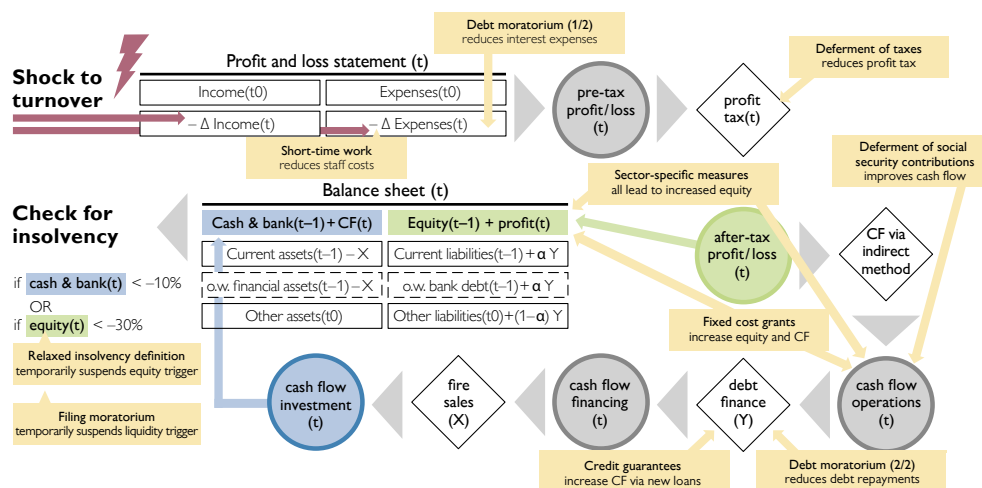 Debt moratorium (1/2)
reduces interest expenses
Shock to
turnover
Profit and loss statement (t)
Income(t0)
Expenses(t0)
– Δ Income(t)
– Δ Expenses(t)
Short-time work
reduces staff costs
pre-tax
profit/loss
(t)
profit
tax(t)
Deferment of taxes
reduces profit tax
Deferment of social
security contributions
improves cash flow
Sector-specific measures
all lead to increased equity
Check for
insolvency
if cash & bank(t) < –10%
OR
if equity(t) < –30%
Relaxed insolvency definition
temporarily suspends equity trigger
Filing moratorium
temporarily suspends liquidity trigger
Balance sheet (t)
Cash & bank(t–1) + CF(t)
Equity(t–1) + profit(t)
Current assets(t–1) – X
Current liabilities(t–1) + α Y
o.w. financial assets(t–1) – X
o.w. bank debt(t–1) + α Y
Other assets(t0)
Other liabilities(t0) + (1–α) Y
after-tax
profit/loss
(t)
CF via
indirect
method
Fixed cost grants
increase equity and CF
cash flow
investment
(t)
fire
sales
(X)
cash flow
financing
(t)
debt
finance
(Y)
cash flow
operations
(t)
Credit guarantees
increase CF via new loans
Debt moratorium (2/2)
reduces debt repayments